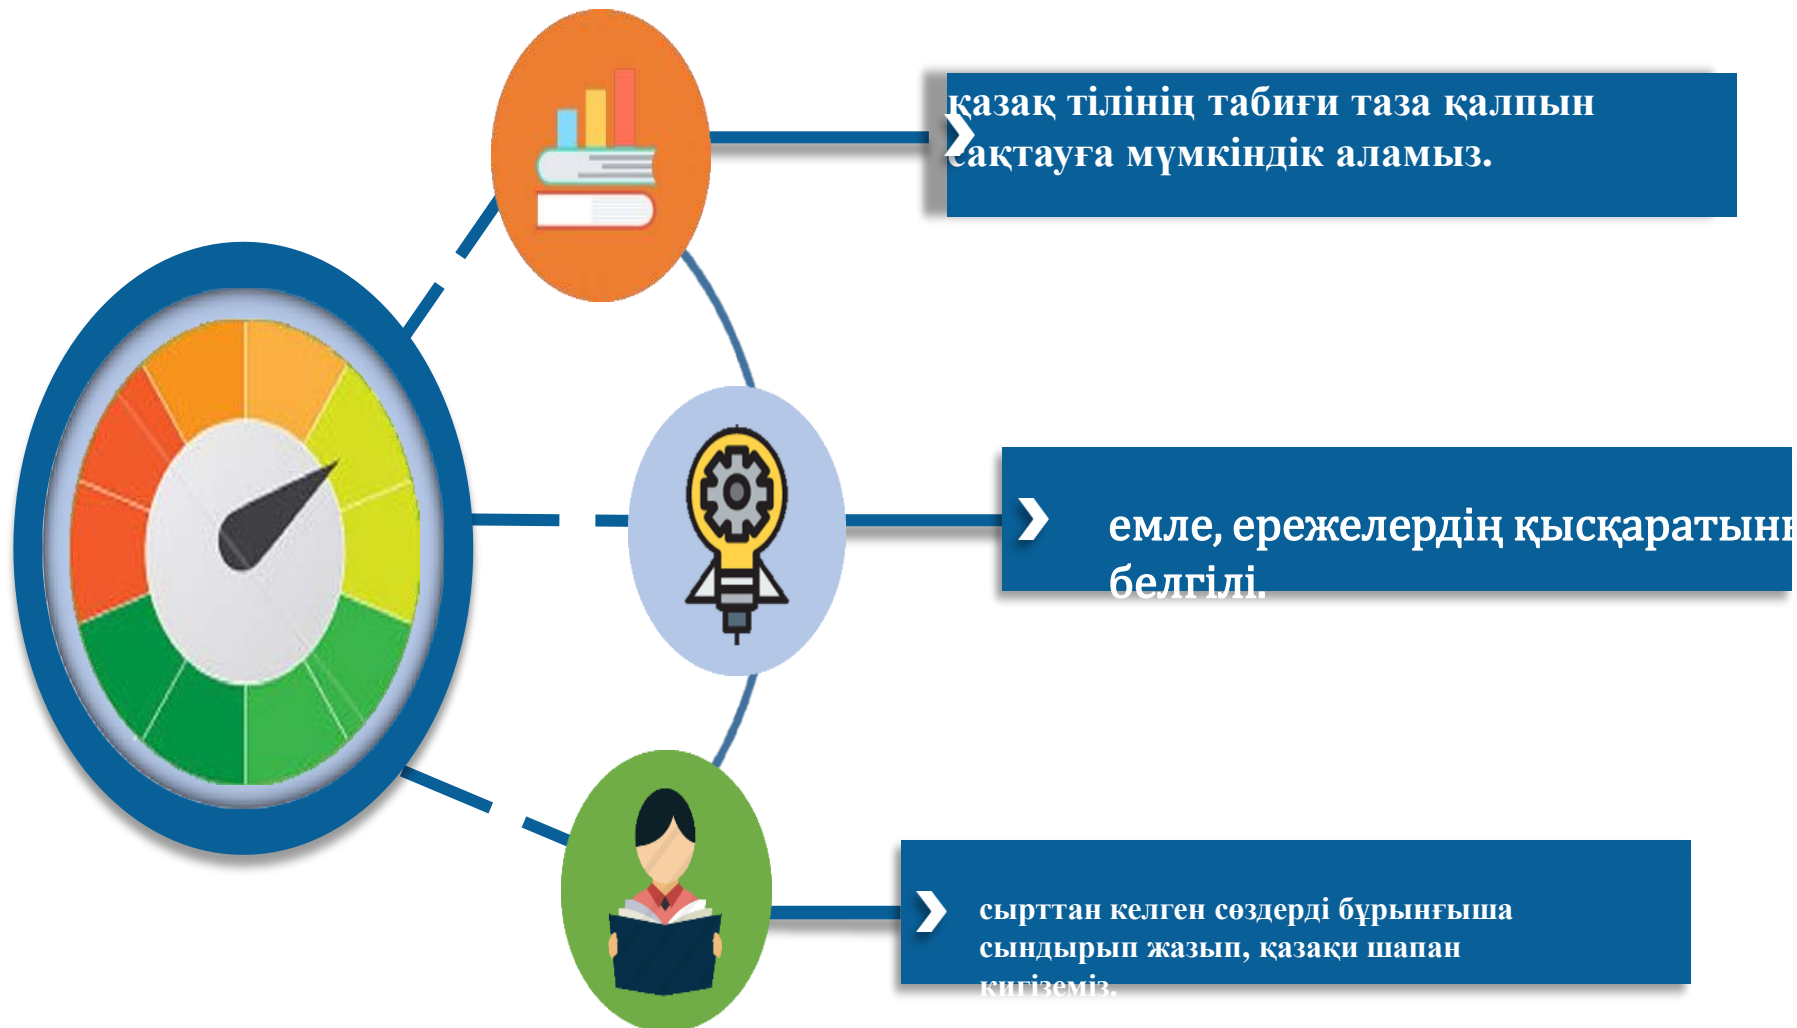 қазақ тілінің табиғи таза қалпын
сақтауға мүмкіндік аламыз.
емле, ережелердің қысқаратыны
белгілі.
сырттан келген сөздерді бұрынғыша
сындырып жазып, қазақи шапан
кигіземіз.